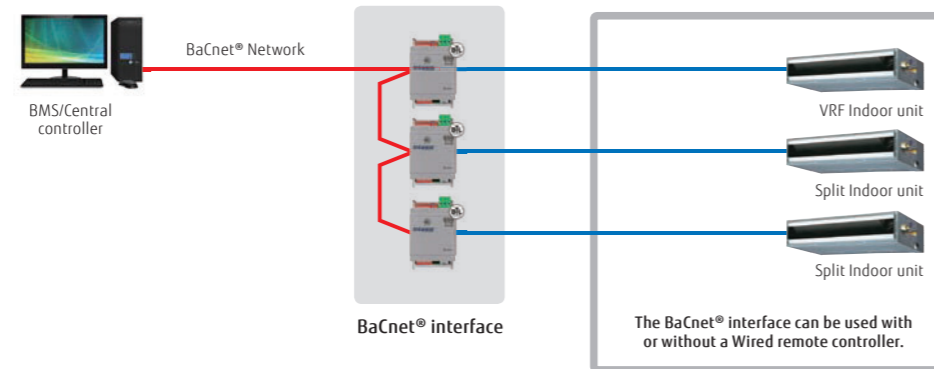 BaCnet® Network
BMS/Central
controller
VRF Indoor unit
Split Indoor unit
Split Indoor unit
BaCnet® interface
The BaCnet® interface can be used with
or without a Wired remote controller.